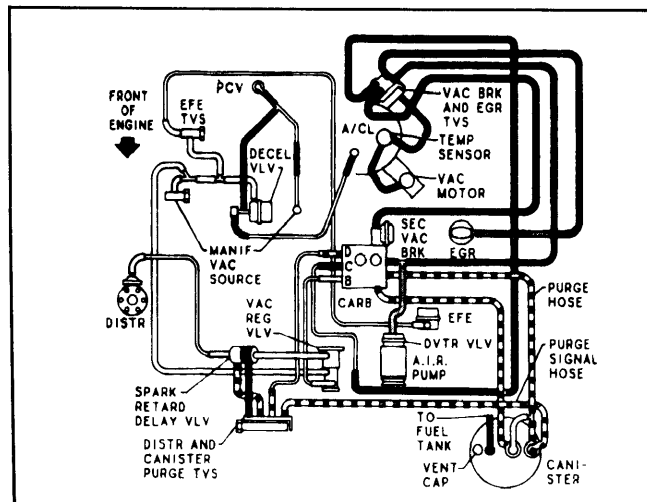 FRONT
OF
ENGINE
EFE
TVS
PCV
DECEL
VLV
A/CL
VAC BRK
AND EGR
TVS
TEMP
SENSOR
VAC
MOTOR
MANIF
VAC
SOURCE
SEC
VAC
BRK
EGR
D
C
B
CARB
DISTR
VAC
REG
VLV
EFE
DVTR VLV
A.I.R.
PUMP
PURGE
HOSE
PURGE
SIGNAL
HOSE
SPARK
RETARD
DELAY VLV
DISTR AND
CANISTER
PURGE TVS
TO
FUEL
TANK
VENT
CAP
CANI-
STER